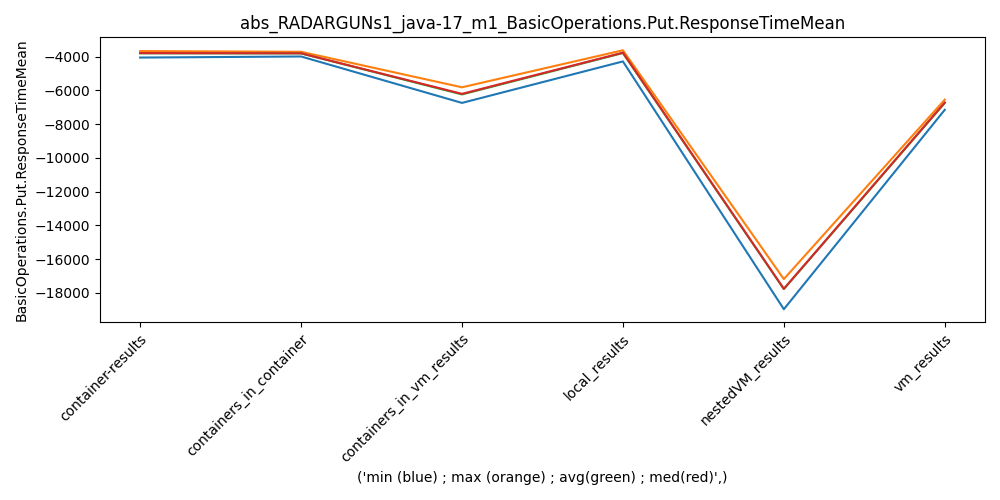 abs_RADARGUNs1_java-17_m1_BasicOperations.Put.ResponseTimeMean
BasicOperations.Put.ResponseTimeMean
−4000
−6000
−8000
−10000
−12000
−14000
−16000
−18000
container-results
containers_in_container
containers_in_vm_results
local_results
nestedVM_results
vm_results
('min (blue) ; max (orange) ; avg(green) ; med(red)',)